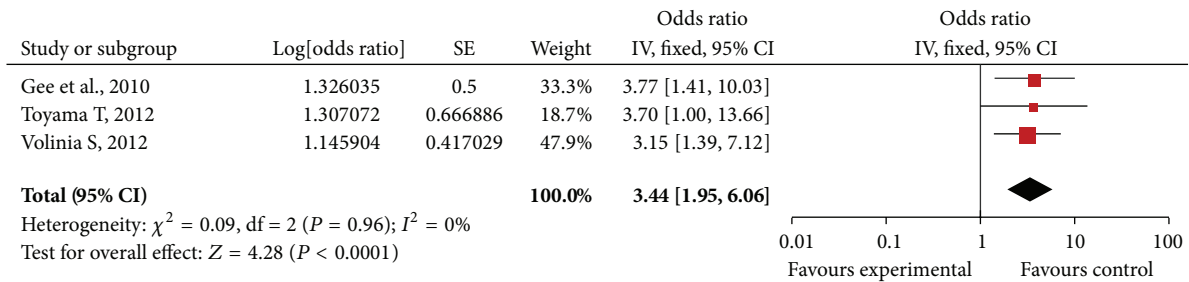 Odds ratio Odds ratio
Study or subgroup Log[odds ratio] SE Weight IV, fixed, 95% CI IV, fixed, 95% CI
Gee et al., 2010 1.326035 0.5 33.3% 3.77 [1.41, 10.03]
Toyama T, 2012 1.307072 0.666886 18.7% 3.70 [1.00, 13.66]
Volinia S, 2012 1.145904 0.417029 47.9% 3.15 [1.39, 7.12]
Total (95% CI) 100.0% 3.44 [1.95, 6.06]
Heterogeneity: χ² = 0.09, df = 2 (P = 0.96); I² = 0%
Test for overall effect: Z = 4.28 (P < 0.0001)
0.01 0.1 1 10 100
Favours experimental Favours control